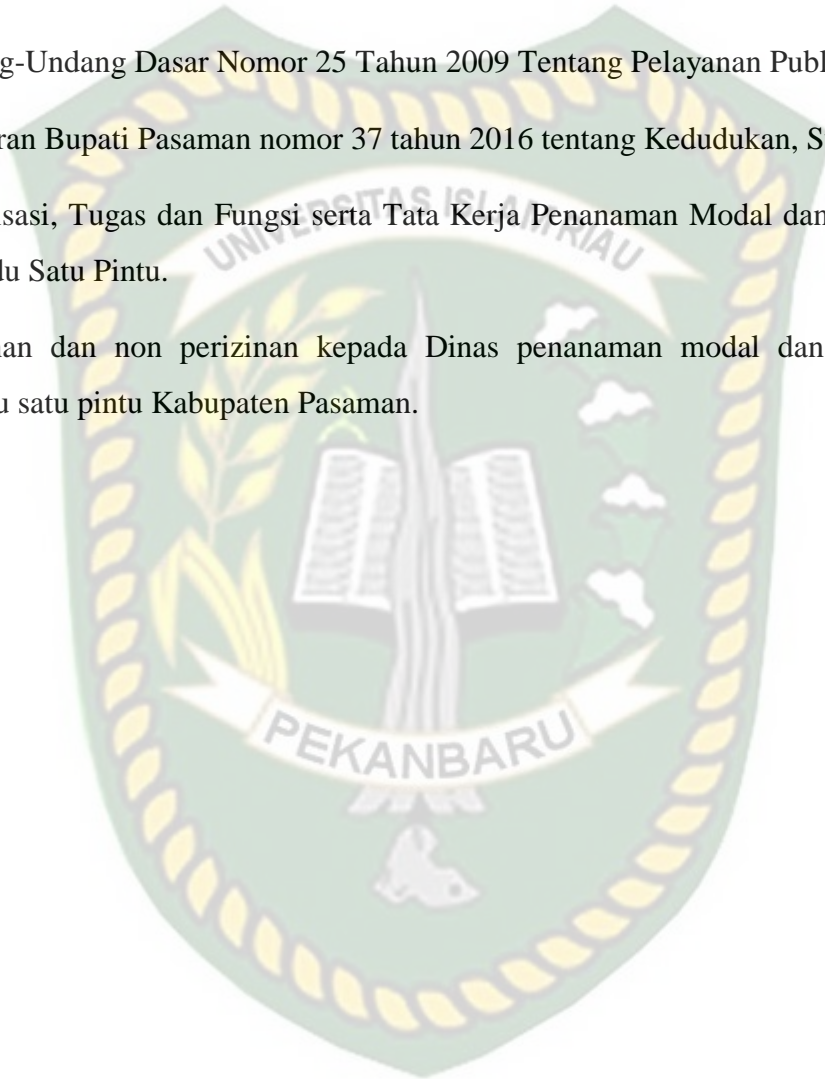 g-Undang Dasar Nomor 25 Tahun 2009 Tentang Pelayanan Publ
ran Bupati Pasaman nomor 37 tahun 2016 tentang Kedudukan, S
UNIVERSITAS ISLAM RIAU
sasi, Tugas dan Fungsi serta Tata Kerja Penanaman Modal dan
du Satu Pintu.
nan dan non perizinan kepada Dinas penanaman modal dan
u satu pintu Kabupaten Pasaman.
PEKANBARU